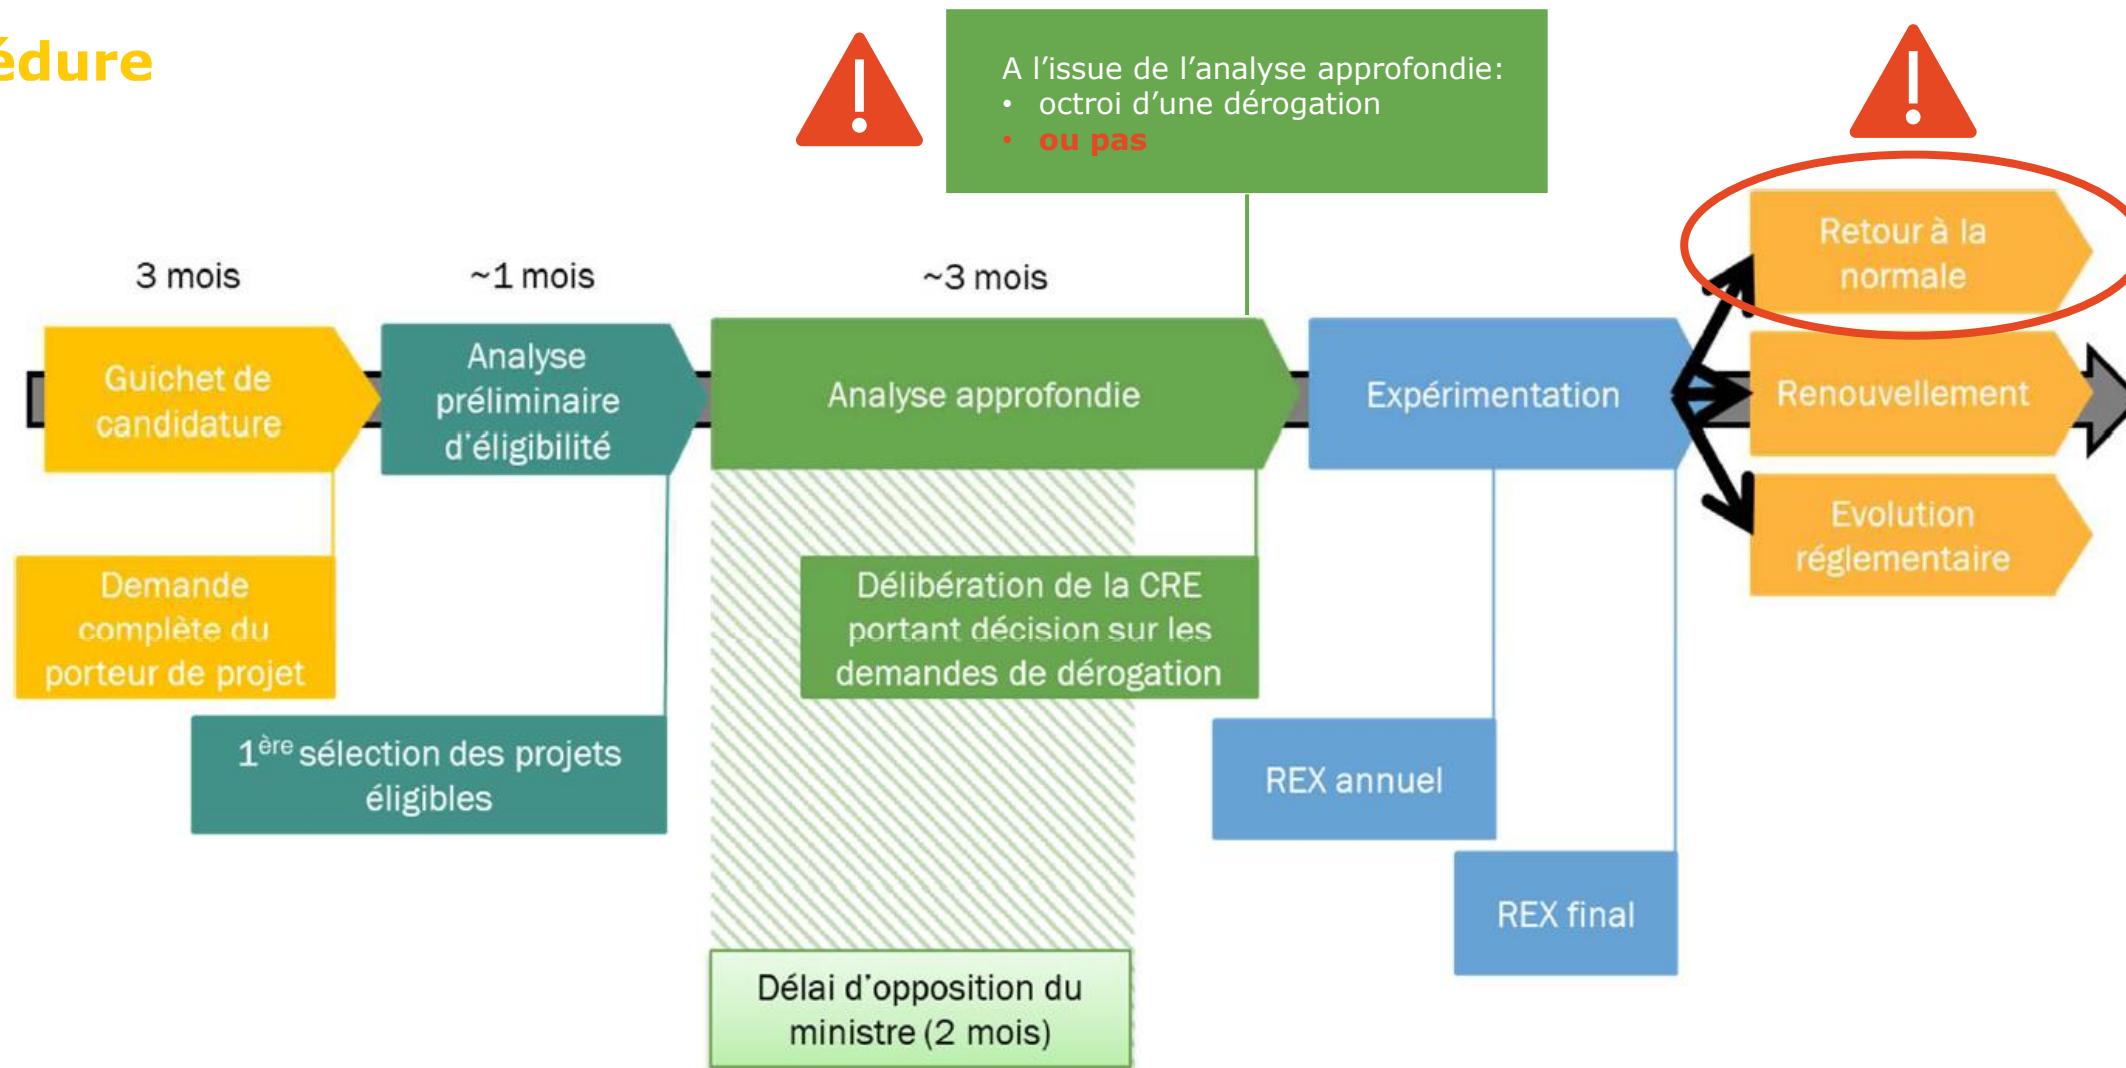 édure
A l'issue de l'analyse approfondie:
• octroi d'une dérogation
• ou pas
3 mois
~1 mois
~3 mois
Guichet de
candidature
Analyse
préliminaire
d'éligibilité
Analyse approfondie
Expérimentation
Retour à la
normale
Renouvellement
Evolution
réglementaire
Demande
complète du
porteur de projet
1ère sélection des projets
éligibles
Délibération de la CRE
portant décision sur les
demandes de dérogation
REX annuel
REX final
Délai d'opposition du
ministre (2 mois)